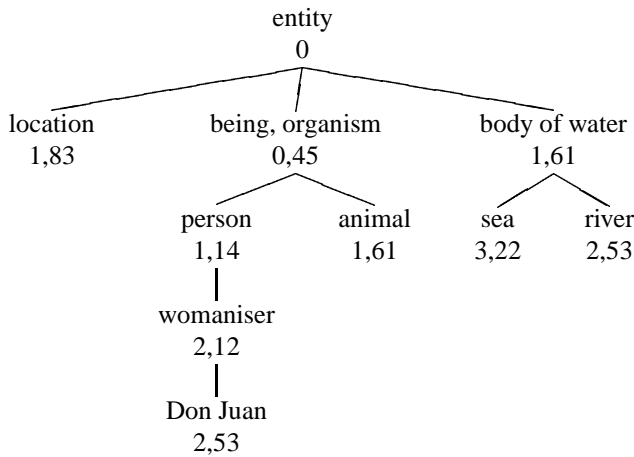 entity
0
location being, organism body of water
1,83 0,45 1,61
person animal sea river
1,14 1,61 3,22 2,53
womaniser
2,12
Don Juan
2,53